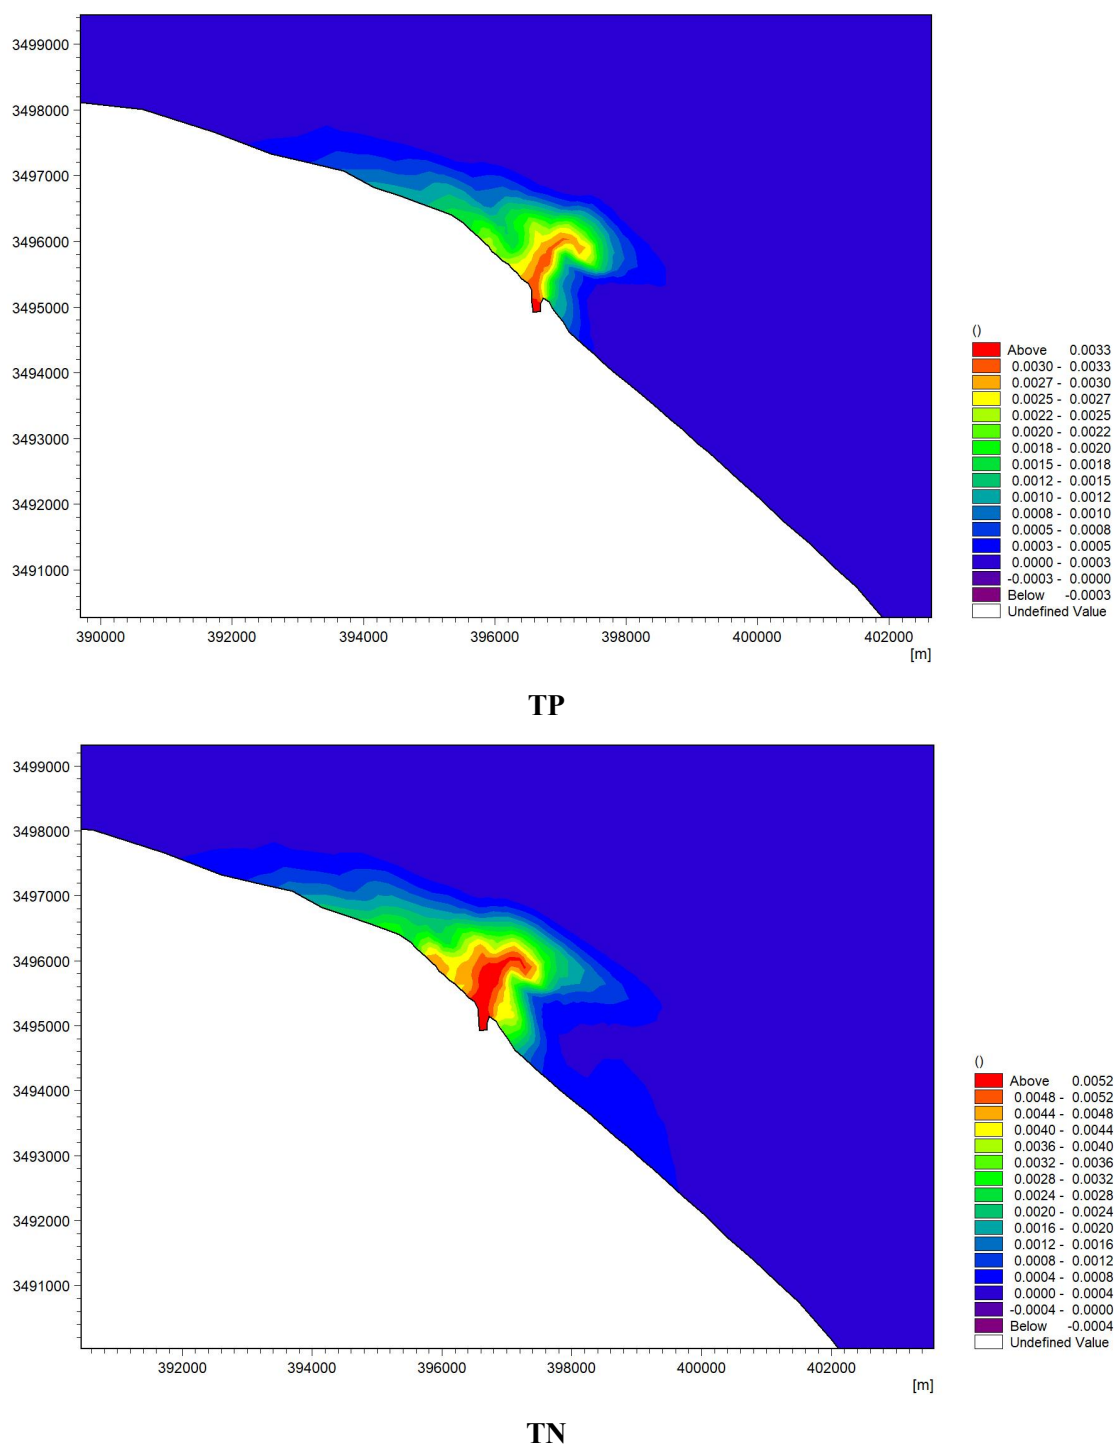 3499000
3498000
3497000
3496000
3495000
3494000
3493000
3492000
3491000
390000 392000 394000 396000 398000 400000 402000
[m]
()
Above 0.0033
0.0030 - 0.0033
0.0027 - 0.0030
0.0025 - 0.0027
0.0022 - 0.0025
0.0020 - 0.0022
0.0018 - 0.0020
0.0015 - 0.0018
0.0012 - 0.0015
0.0010 - 0.0012
0.0008 - 0.0010
0.0005 - 0.0008
0.0003 - 0.0005
0.0000 - 0.0003
-0.0003 - 0.0000
Below -0.0003
Undefined Value
TP
3499000
3498000
3497000
3496000
3495000
3494000
3493000
3492000
3491000
392000 394000 396000 398000 400000 402000
[m]
()
Above 0.0052
0.0048 - 0.0052
0.0044 - 0.0048
0.0040 - 0.0044
0.0036 - 0.0040
0.0032 - 0.0036
0.0028 - 0.0032
0.0024 - 0.0028
0.0020 - 0.0024
0.0016 - 0.0020
0.0012 - 0.0016
0.0008 - 0.0012
0.0004 - 0.0008
0.0000 - 0.0004
-0.0004 - 0.0000
Below -0.0004
Undefined Value
TN